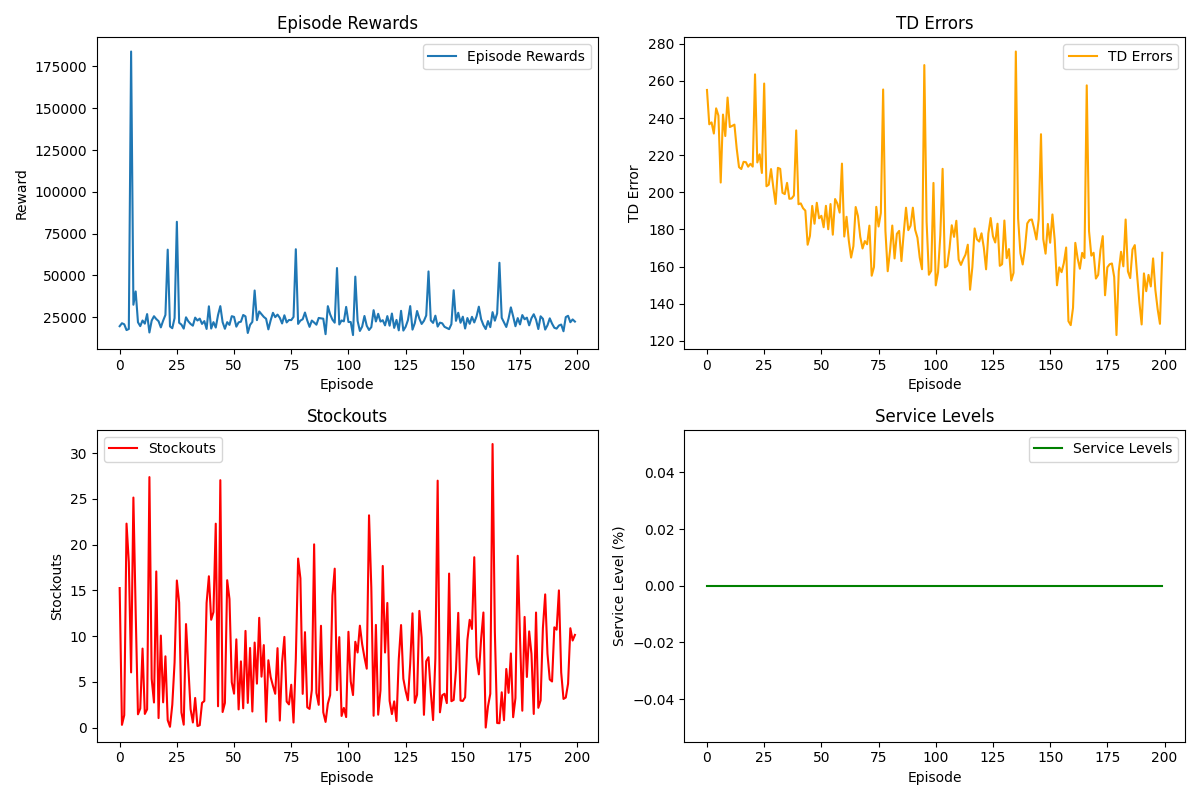 Episode Rewards
Reward
175000
150000
125000
100000
75000
50000
25000
Episode Rewards
0 25 50 75 100 125 150 175 200
Episode
TD Errors
TD Error
280
260
240
220
200
180
160
140
120
TD Errors
0 25 50 75 100 125 150 175 200
Episode
Stockouts
Stockouts
30
25
20
15
10
5
0
Stockouts
0 25 50 75 100 125 150 175 200
Episode
Service Levels
Service Level (%)
0.04
0.02
0.00
−0.02
−0.04
Service Levels
0 25 50 75 100 125 150 175 200
Episode